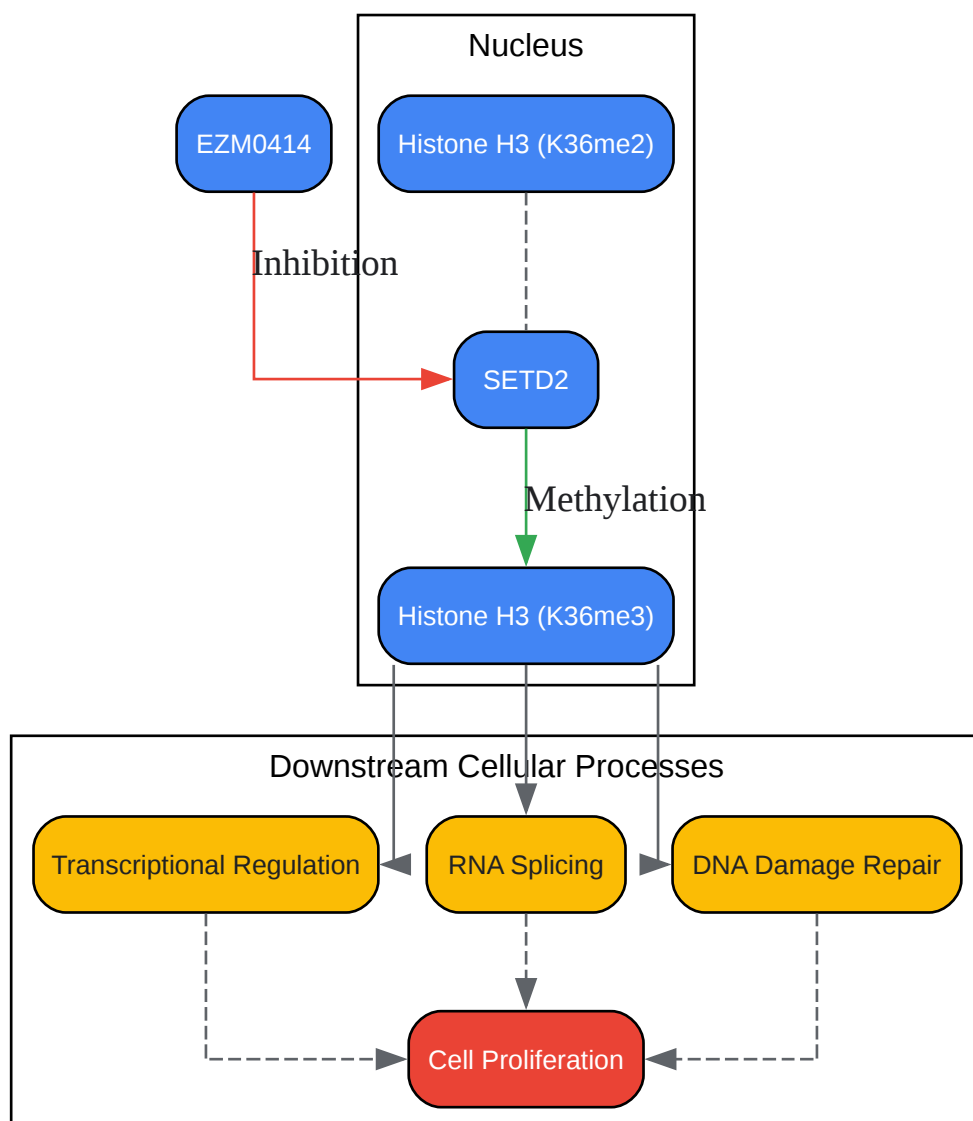 Nucleus
EZM0414
Histone H3 (K36me2)
Inhibition
SETD2
Methylation
Histone H3 (K36me3)
Downstream Cellular Processes
Transcriptional Regulation
RNA Splicing
DNA Damage Repair
Cell Proliferation